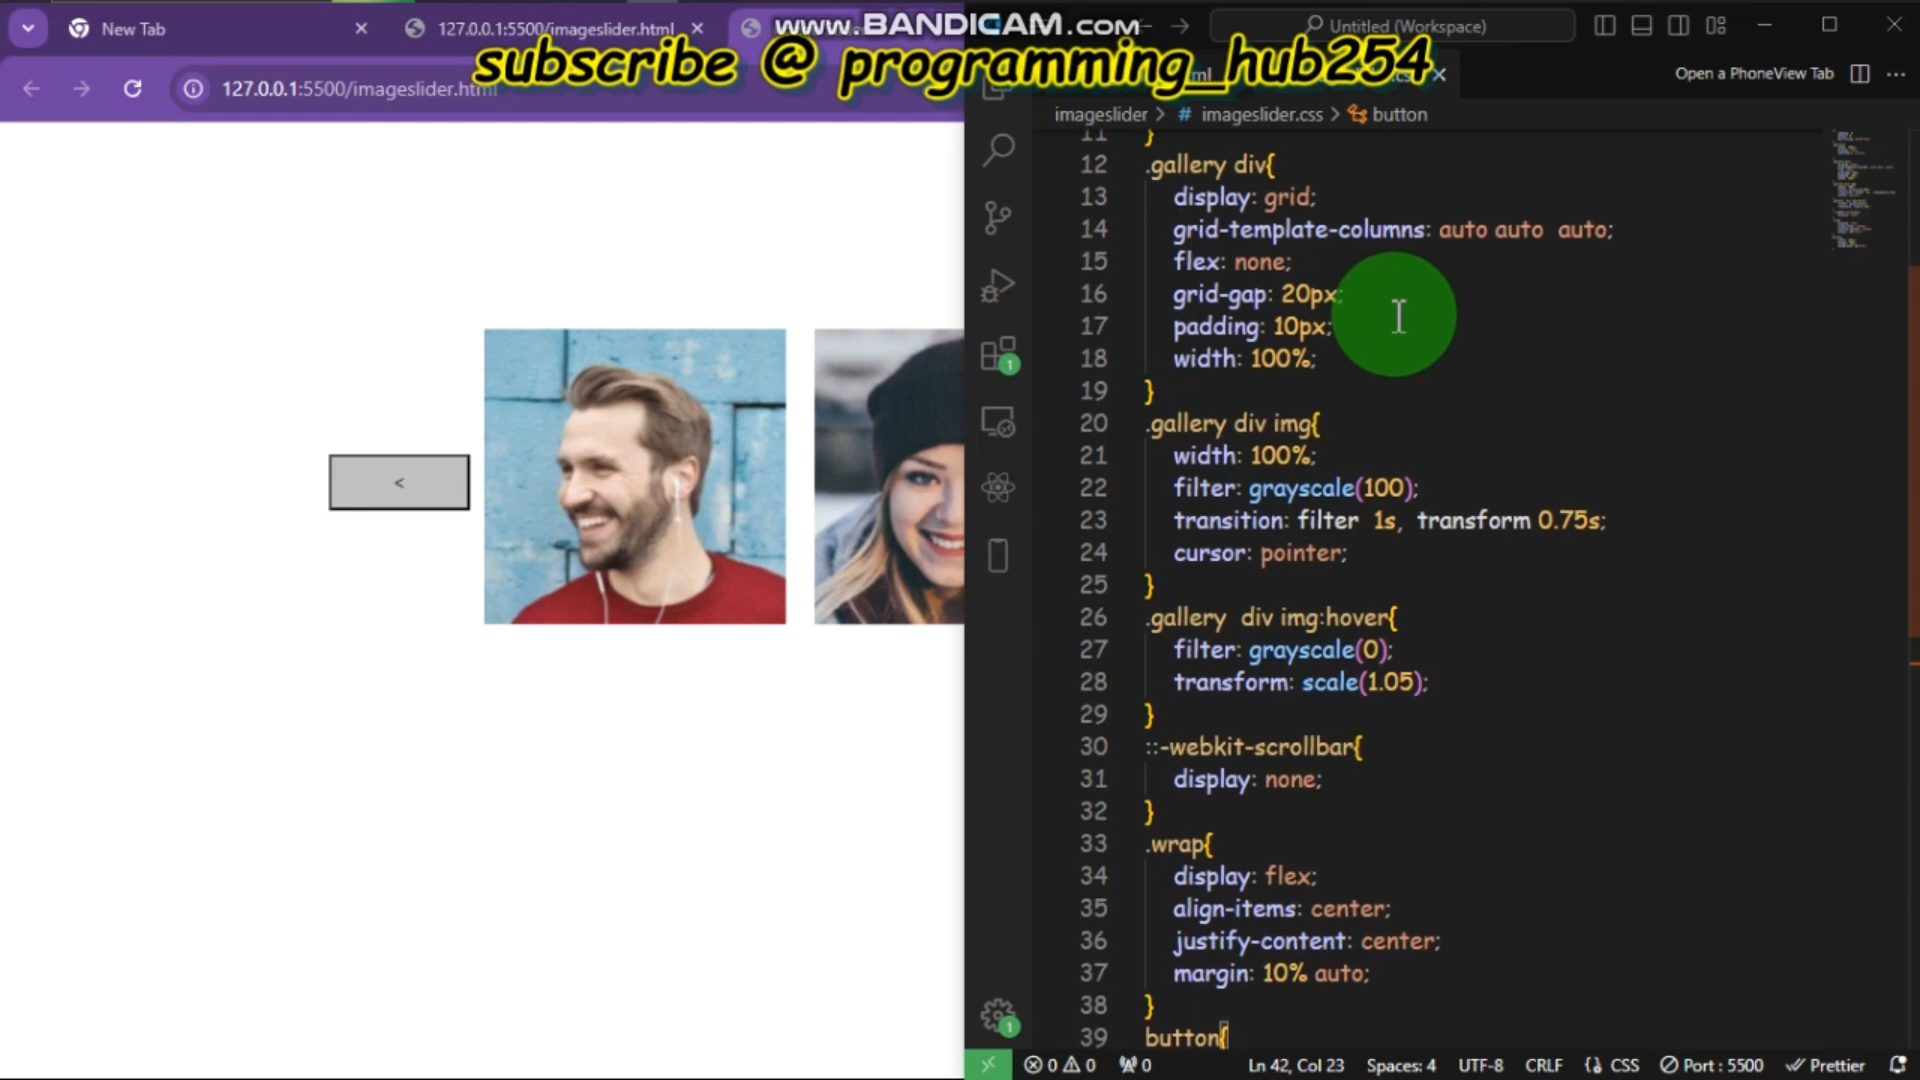 www.BANDICAM.com
subscribe @ programming_hub254
New Tab
127.0.0.1:5500/imageslider.html
127.0.0.1:5500/imageslider.html
<
Untitled (Workspace)
Open a PhoneView Tab
imageslider > # imageslider.css > button
11 }
12 .gallery div{
13 display: grid;
14 grid-template-columns: auto auto  auto;
15 flex: none;
16 grid-gap: 20px;
17 padding: 10px;
18 width: 100%;
19 }
20 .gallery div img{
21 width: 100%;
22 filter: grayscale(100);
23 transition: filter  1s,  transform 0.75s;
24 cursor: pointer;
25 }
26 .gallery  div img:hover{
27 filter: grayscale(0);
28 transform: scale(1.05);
29 }
30 ::-webkit-scrollbar{
31 display: none;
32 }
33 .wrap{
34 display: flex;
35 align-items: center;
36 justify-content: center;
37 margin: 10% auto;
38 }
39 button{
1
1
0 0 0 Ln 42, Col 23 Spaces: 4 UTF-8 CRLF {} CSS Port : 5500 Prettier